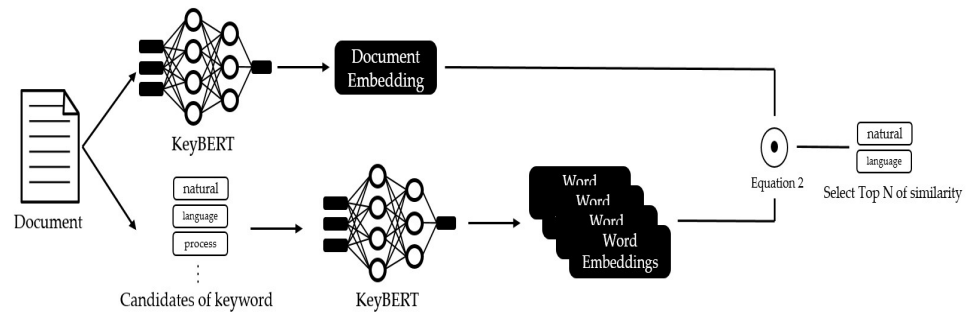 Document
Embedding
KeyBERT
Document
natural
language
process
Candidates of keyword
KeyBERT
Word
Word
Word
Word
Embeddings
Equation 2
natural
language
Select Top N of similarity